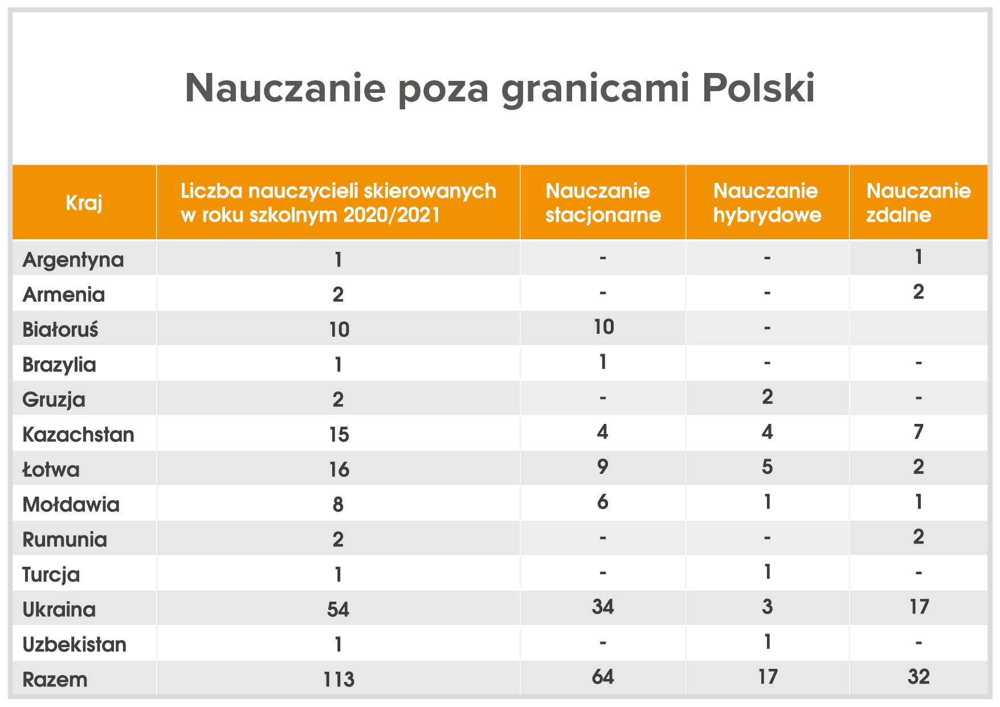 Nauczanie poza granicami Polski
Kraj
Liczba nauczycieli skierowanych
w roku szkolnym 2020/2021
Nauczanie
stacjonarne
Nauczanie
hybrydowe
Nauczanie
zdalne
Argentyna 1 - - 1
Armenia 2 - - 2
Białoruś 10 10 -
Brazylia 1 1 - -
Gruzja 2 - 2 -
Kazachstan 15 4 4 7
Łotwa 16 9 5 2
Mołdawia 8 6 1 1
Rumunia 2 - - 2
Turcja 1 - 1 -
Ukraina 54 34 3 17
Uzbekistan 1 - 1 -
Razem 113 64 17 32